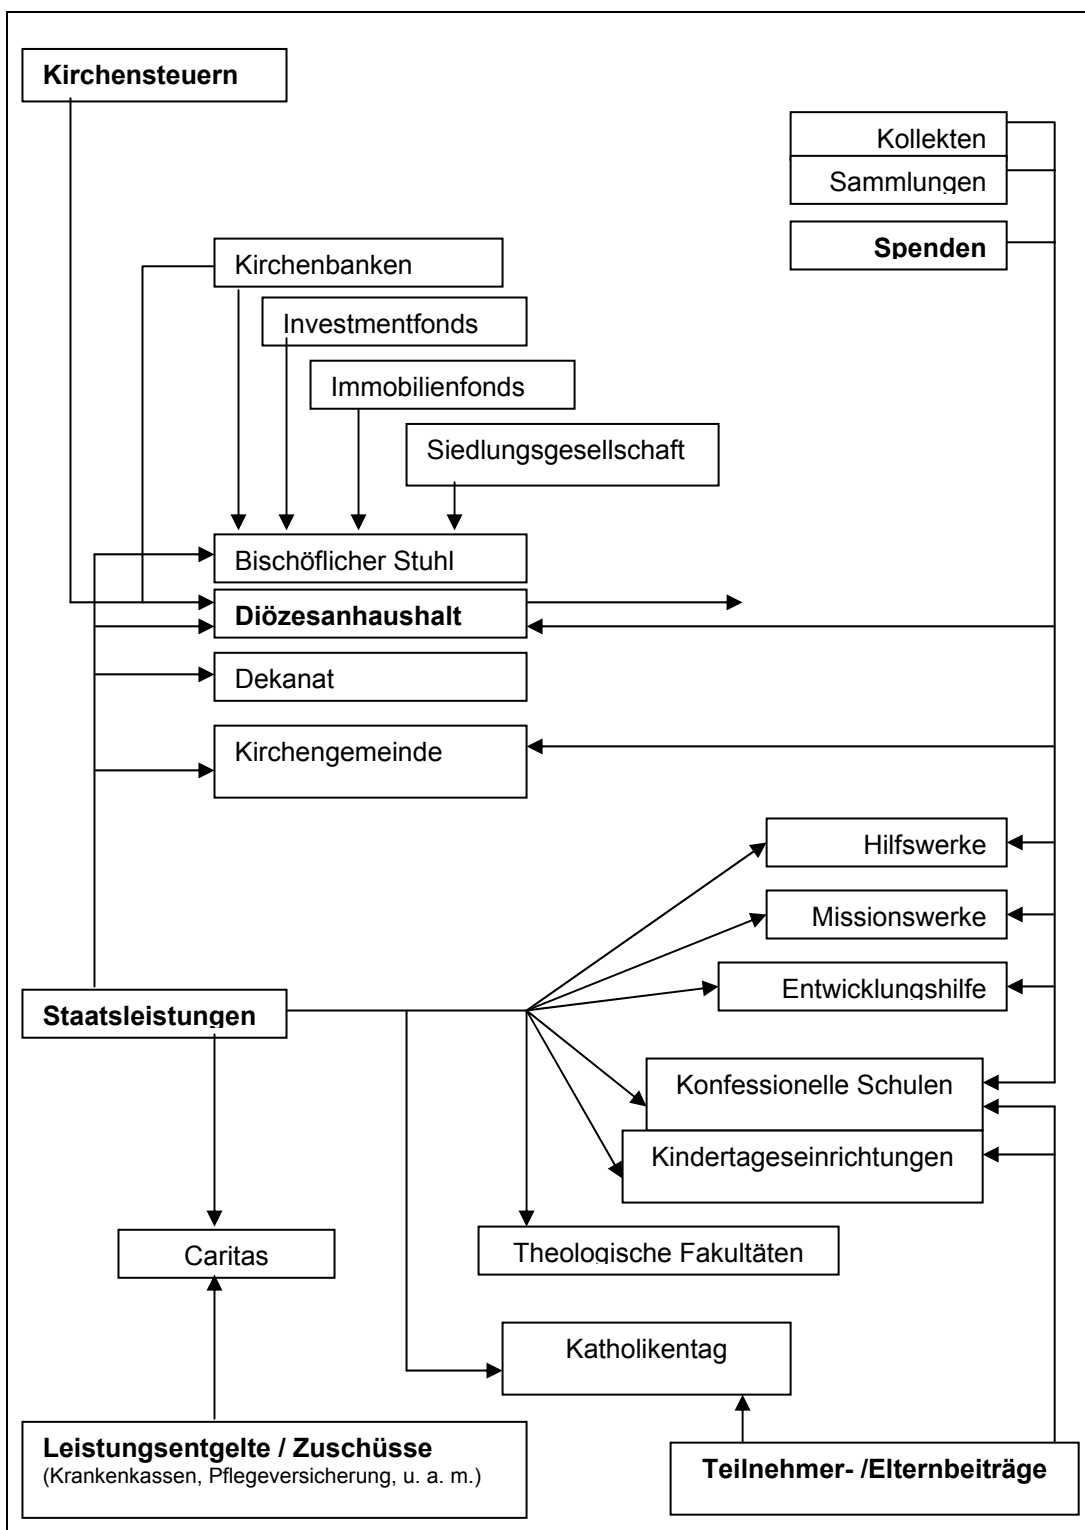 Kirchensteuern
Kollekten
Sammlungen
Spenden
Kirchenbanken
Investmentfonds
Immobilienfonds
Siedlungsgesellschaft
Bischöflicher Stuhl
Diözesanhaushalt
Dekanat
Kirchengemeinde
Hilfswerke
Missionswerke
Entwicklungshilfe
Staatsleistungen
Konfessionelle Schulen
Kindertageseinrichtungen
Caritas
Theologische Fakultäten
Katholikentag
Leistungsentgelte / Zuschüsse
(Krankenkassen, Pflegeversicherung, u. a. m.)
Teilnehmer- /Elternbeiträge